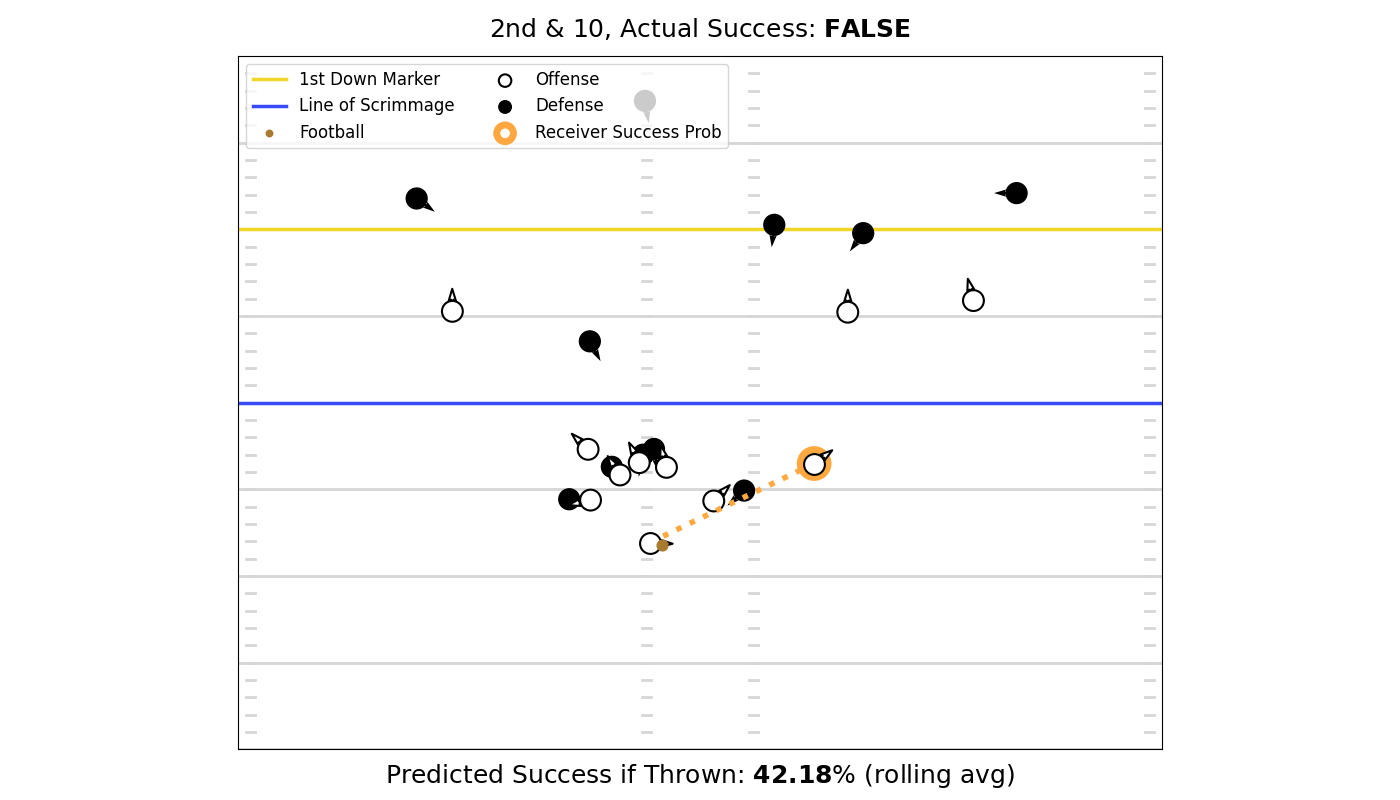 2nd & 10, Actual Success: FALSE
1st Down Marker
Line of Scrimmage
Football
Offense
Defense
Receiver Success Prob
Predicted Success if Thrown: 42.18% (rolling avg)